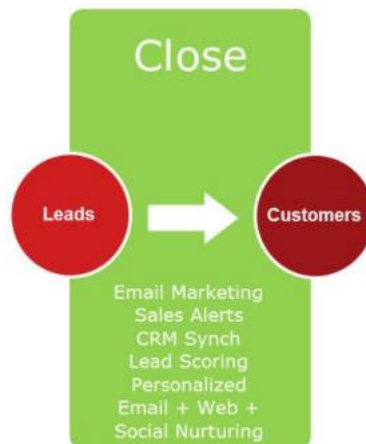 Close
Leads
Customers
Email Marketing
Sales Alerts
CRM Synch
Lead Scoring
Personalized
Email + Web +
Social Nurturing